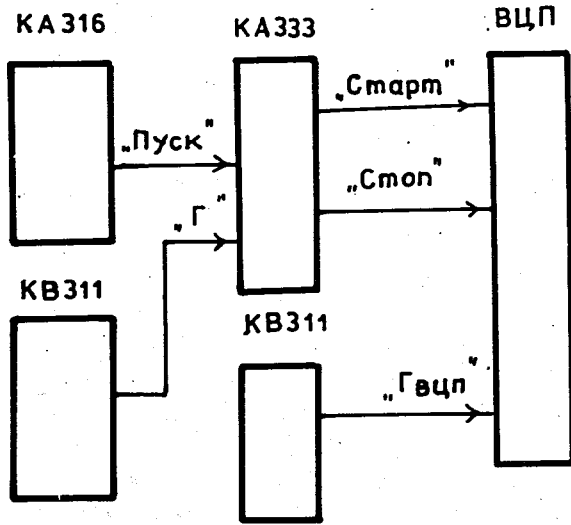 КА316
КА333
ВЦП
„Старт"
„Пуск"
„Стоп"
„Г"
КВ311
КВ311
„Гвцп"